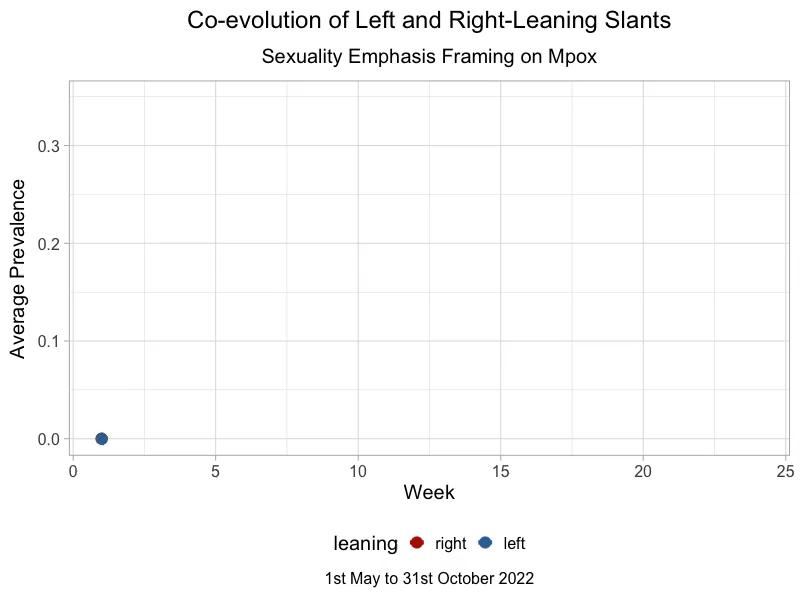 Co-evolution of Left and Right-Leaning Slants
Sexuality Emphasis Framing on Mpox
Average Prevalence
0.3
0.2
0.1
0.0
0 5 10 15 20 25
Week
leaning right left
1st May to 31st October 2022